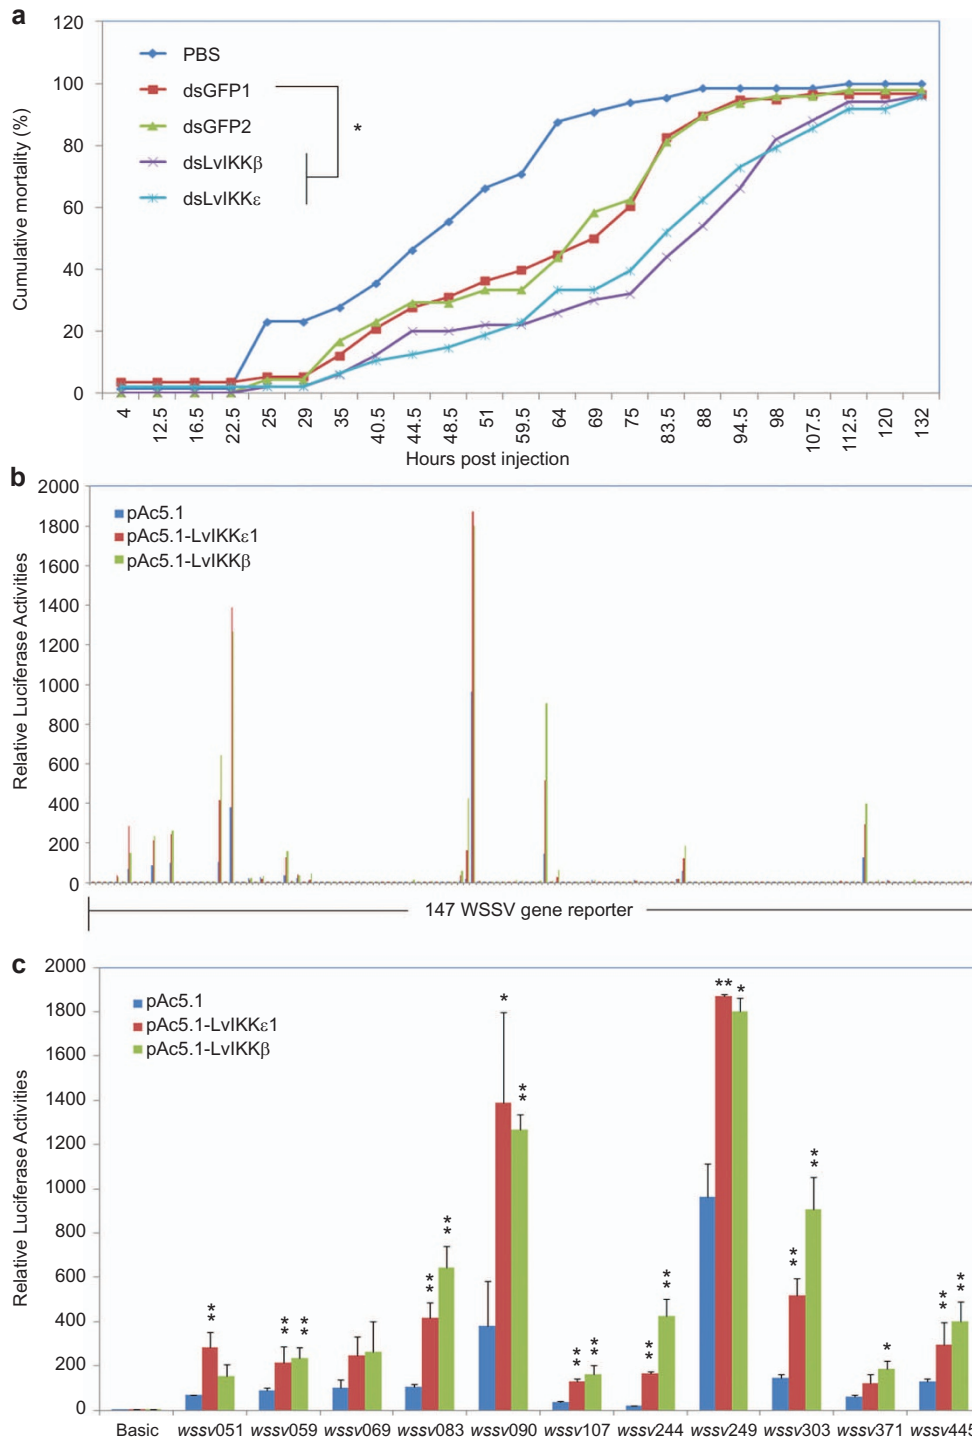 a
120
100
80
60
40
20
0
Cumulative mortality (%)
PBS
dsGFP1
dsGFP2
dsLvIKKβ
dsLvIKKε
*
4 12.5 16.5 22.5 25 29 35 40.5 44.5 48.5 51 59.5 64 69 75 83.5 88 94.5 98 107.5 112.5 120 132
Hours post injection
b
2000
1800
1600
1400
1200
1000
800
600
400
200
0
Relative Luciferase Activities
pAc5.1
pAc5.1-LvIKKε1
pAc5.1-LvIKKβ
147 WSSV gene reporter
c
2000
1800
1600
1400
1200
1000
800
600
400
200
0
Relative Luciferase Activities
pAc5.1
pAc5.1-LvIKKε1
pAc5.1-LvIKKβ
** ** ** ** ** * ** ** ** ** ** ** * ** ** * ** **
Basic wssv051 wssv059 wssv069 wssv083 wssv090 wssv107 wssv244 wssv249 wssv303 wssv371 wssv445